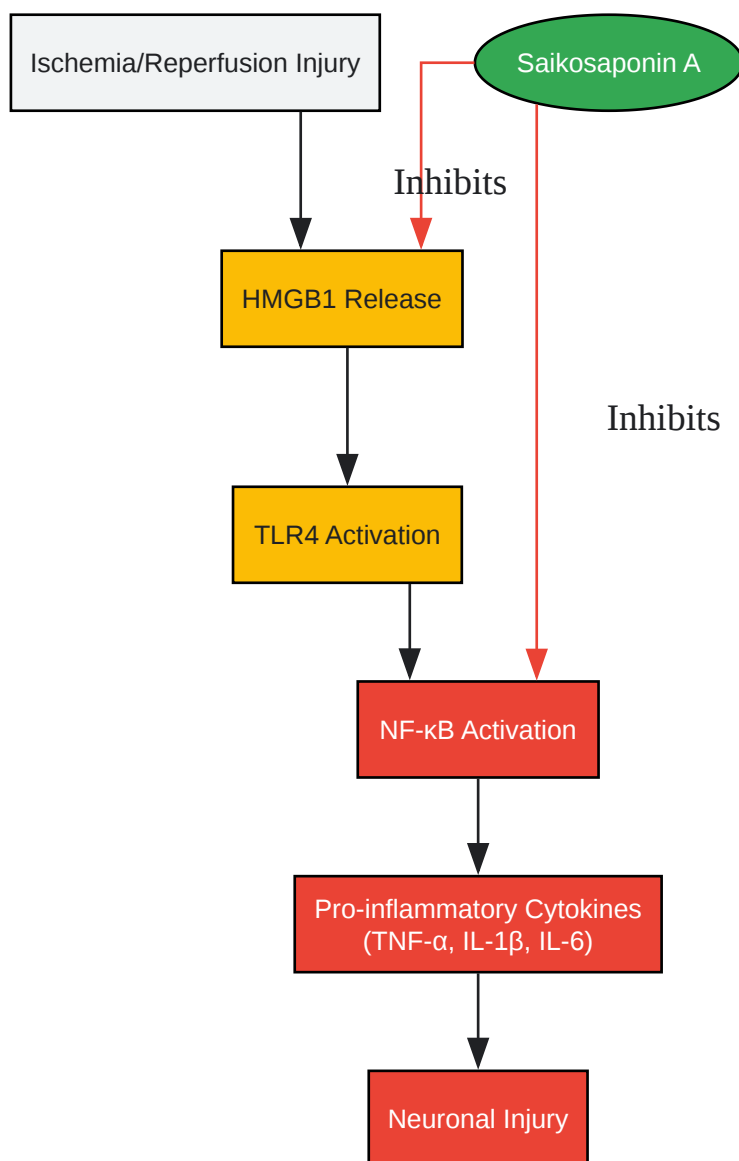 Ischemia/Reperfusion Injury
Saikosaponin A
Inhibits
HMGB1 Release
Inhibits
TLR4 Activation
NF-κB Activation
Pro-inflammatory Cytokines
(TNF-α, IL-1β, IL-6)
Neuronal Injury